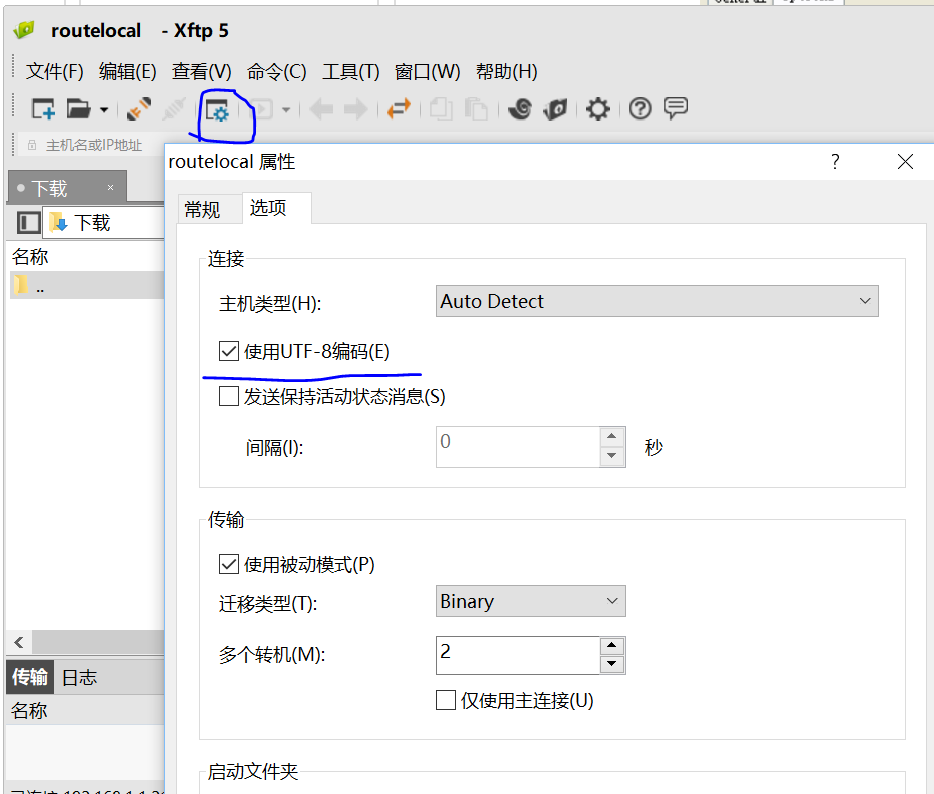 routelocal - Xftp 5
文件(F) 编辑(E) 查看(V) 命令(C) 工具(T) 窗口(W) 帮助(H)
主机名或IP地址
routelocal 属性
下载
常规 选项
下载
名称
..
连接
主机类型(H): Auto Detect
使用UTF-8编码(E)
发送保持活动状态消息(S)
间隔(I): 0 秒
传输
使用被动模式(P)
迁移类型(T): Binary
多个转机(M): 2
仅使用主连接(U)
传输 日志
名称
启动文件夹